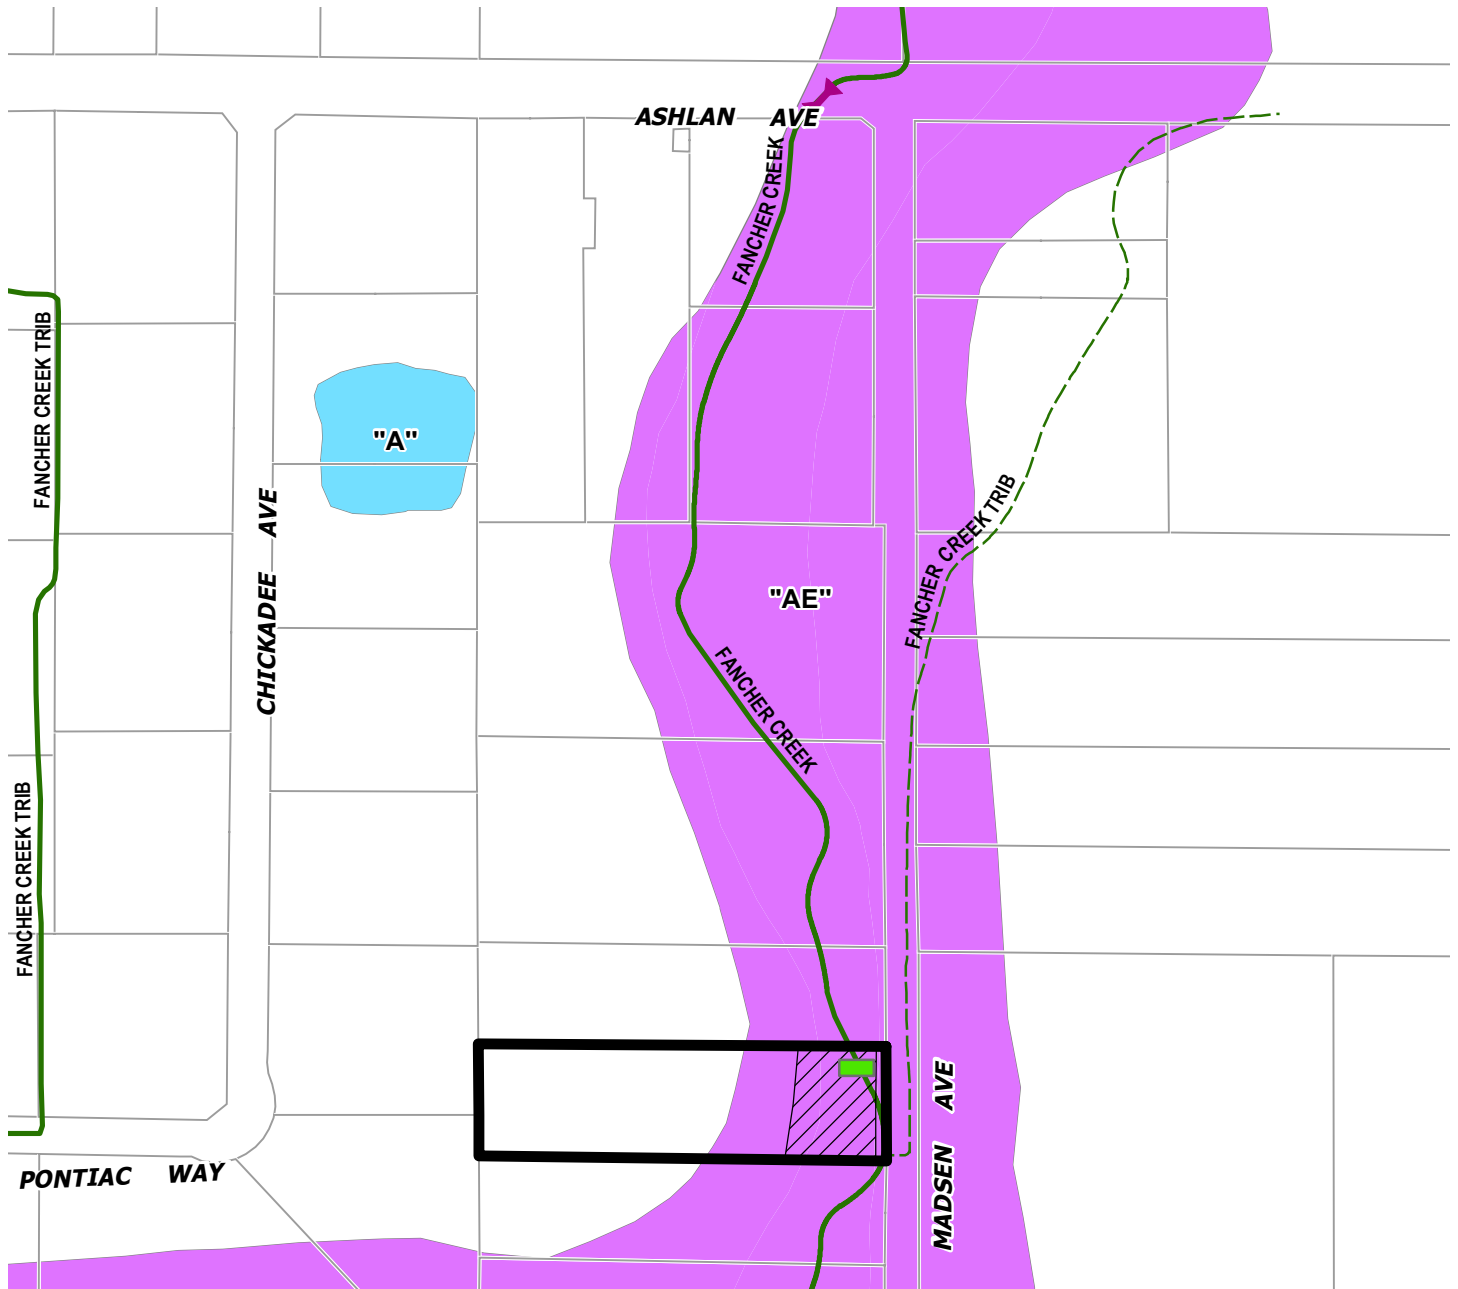 ASHLAN AVE
FANCHER CREEK
FANCHER CREEK TRIB
"A"
CHICKADEE AVE
FANCHER CREEK TRIB
"AE"
FANCHER CREEK
FANCHER CREEK TRIB
MADSEN AVE
PONTIAC WAY